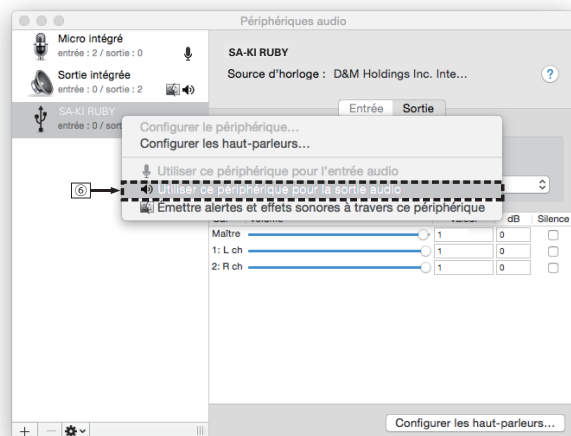 Périphériques audio
Micro intégré
entrée : 2 / sortie : 0
Sortie intégrée
entrée : 0 / sortie : 2
SA-KI RUBY
entrée : 0 / sort
SA-KI RUBY
Source d'horloge : D&M Holdings Inc. Inte...
?
Entrée Sortie
Configurer le périphérique...
Configurer les haut-parleurs...
Utiliser ce périphérique pour l'entrée audio
⑥
Utiliser ce périphérique pour la sortie audio
Émettre alertes et effets sonores à travers ce périphérique
Volume Valeur dB Silence
Maître 1 0
1: L ch 1 0
2: R ch 1 0
Configurer les haut-parleurs...